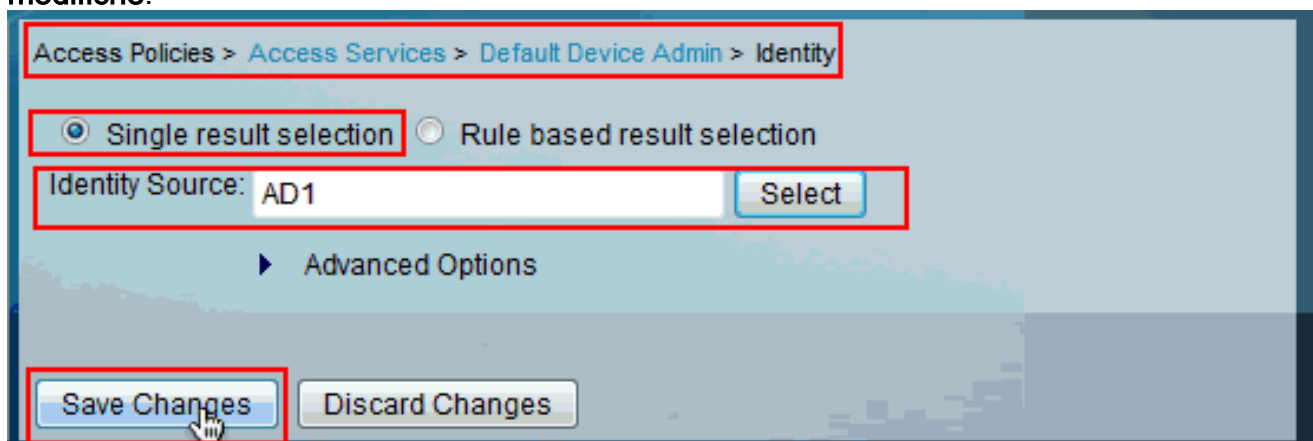 Access Policies > Access Services > Default Device Admin > Identity
Single result selection Rule based result selection
Identity Source: AD1 Select
Advanced Options
Save Changes Discard Changes